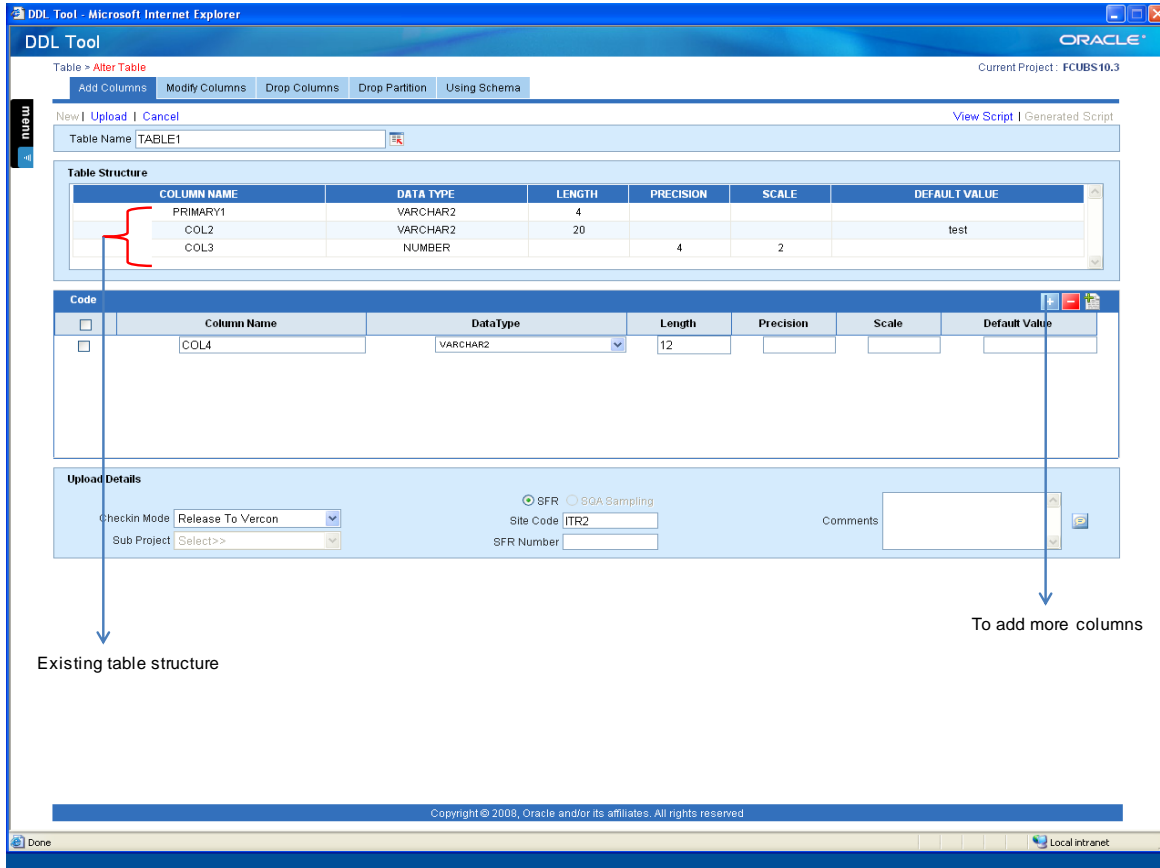 DDL Tool - Microsoft Internet Explorer
DDL Tool
ORACLE
Table > Alter Table
Current Project : FCUBS10.3
Add Columns Modify Columns Drop Columns Drop Partition Using Schema
menu
New | Upload | Cancel
View Script | Generated Script
Table Name TABLE1
Table Structure
COLUMN NAME DATA TYPE LENGTH PRECISION SCALE DEFAULT VALUE
PRIMARY1 VARCHAR2 4
COL2 VARCHAR2 20 test
COL3 NUMBER 4 2
Code
Column Name DataType Length Precision Scale Default Value
COL4 VARCHAR2 12
Upload Details
SFR SQA Sampling
Checkin Mode Release To Vercon
Site Code ITR2
Comments
Sub Project Select>>
SFR Number
To add more columns
Existing table structure
Copyright © 2008, Oracle and/or its affiliates. All rights reserved
Done
Local intranet